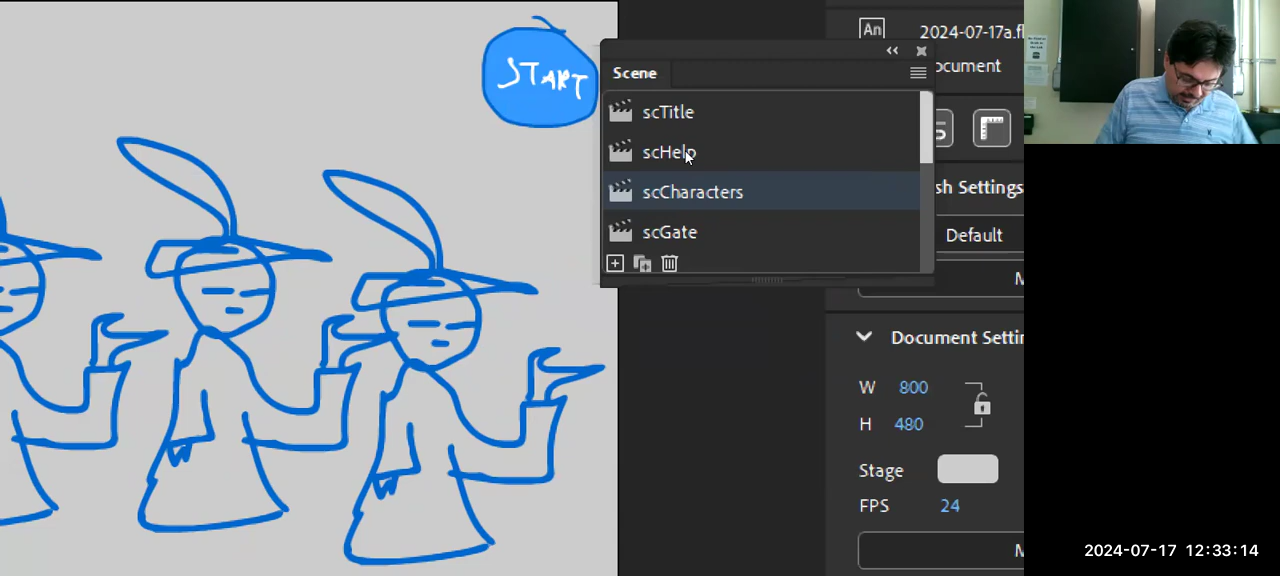 START
An
2024-07-17a.fl
ocument
Scene
scTitle
scHelp
scCharacters
scGate
sh Settings
Default
M
Document Settin
W 800
H 480
Stage
FPS 24
M
2024-07-17 12:33:14